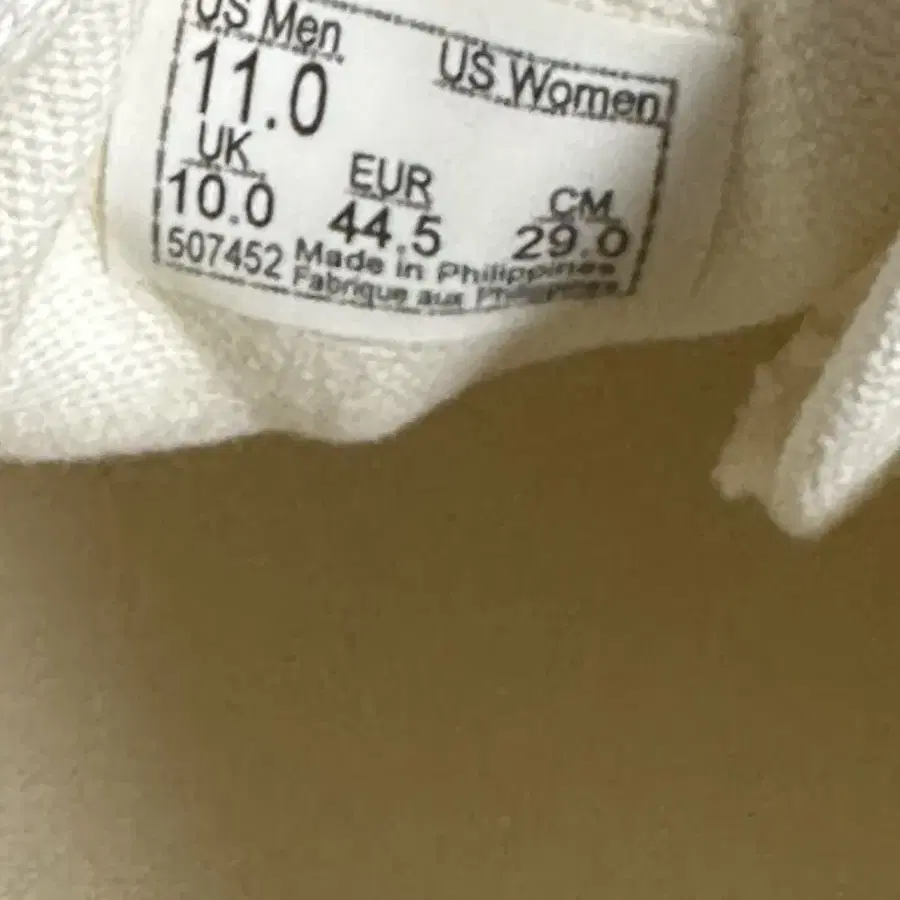 US Men US Women
11.0
UK EUR CM
10.0 44.5 29.0
507452 Made in Philippines
Fabrique aux Philippines